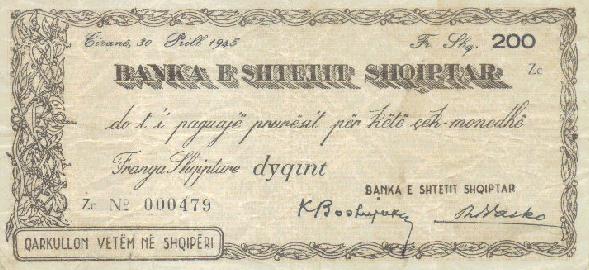 Tiranë, 30 Prill 1945 Fr. Shq. 200
BANKA E SHTETIT SHQIPTAR Zc
do t'i paguajë prurësit për këtë çek-monedhë
Franga Shqiptare dyqint
BANKA E SHTETIT SHQIPTAR
Zc № 000479
QARKULLON VETËM NË SHQIPËRI